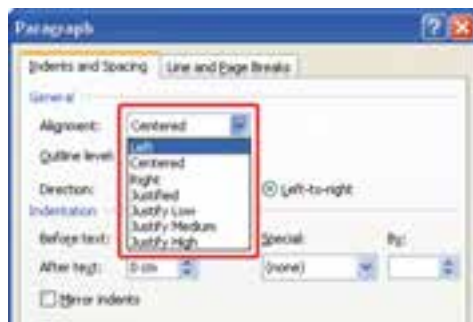 Paragraph
Indents and Spacing Line and Page Breaks
General
Alignment: Centered
Left
Outline level: Centered
Right
Direction: Justified Left-to-right
Indentation Justify Low
Justify Medium
Before text: Justify High Special: By:
After text: 0 cm (none)
Mirror indents